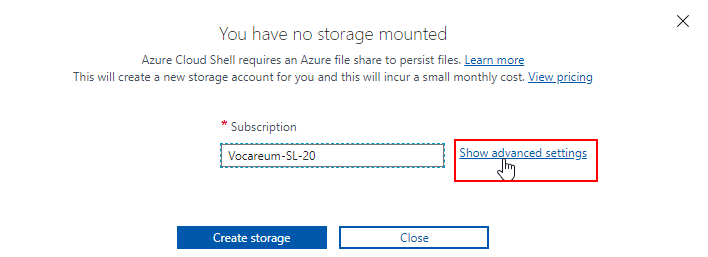 You have no storage mounted
Azure Cloud Shell requires an Azure file share to persist files. Learn more
This will create a new storage account for you and this will incur a small monthly cost. View pricing
* Subscription
Vocareum-SL-20
Show advanced settings
Create storage
Close